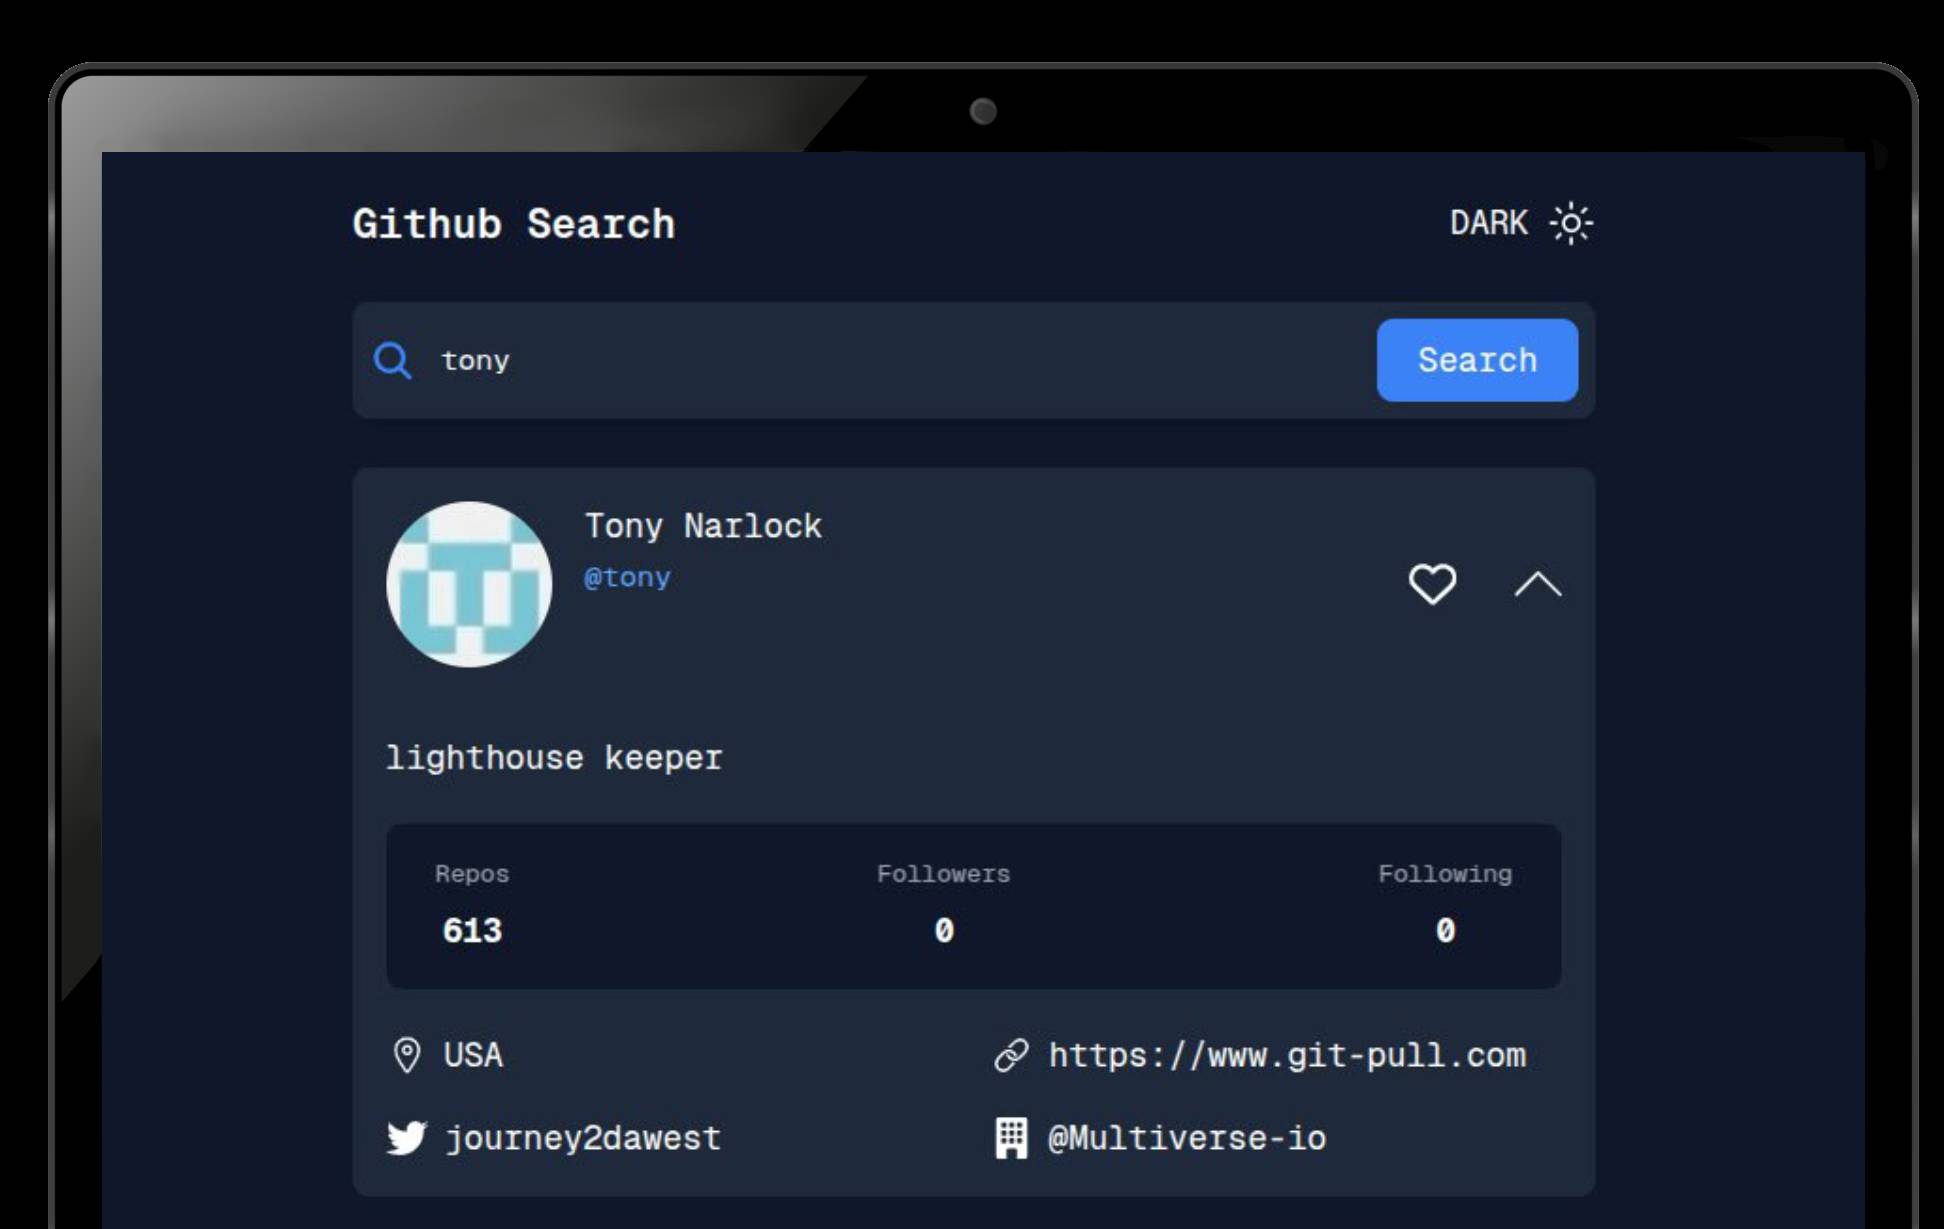 Github Search
DARK
tony
Search
Tony Narlock
@tony
lighthouse keeper
Repos Followers Following
613 0 0
USA https://www.git-pull.com
journey2dawest @Multiverse-io